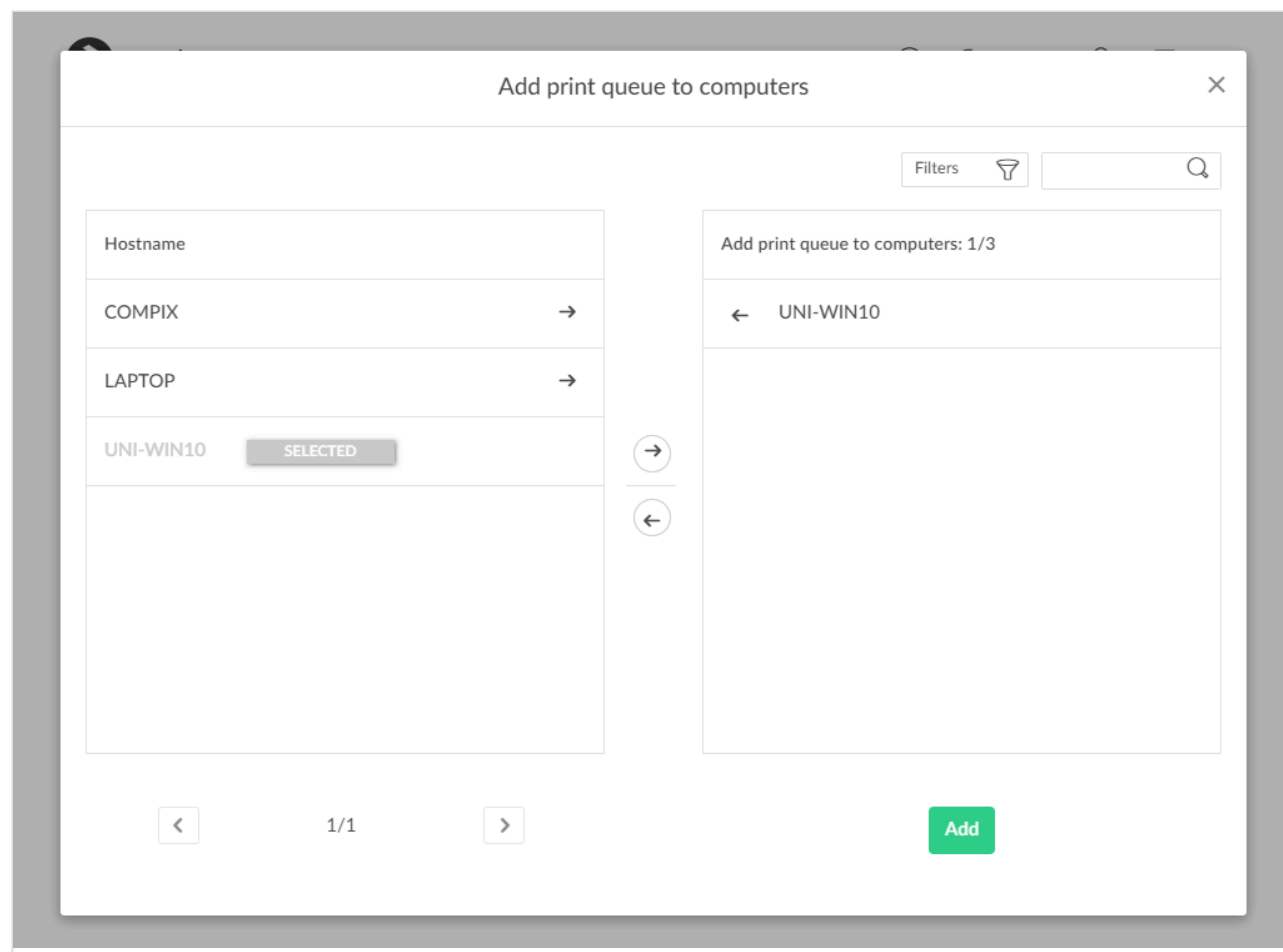 Add print queue to computers
Filters
Hostname
Add print queue to computers: 1/3
COMPIX
UNI-WIN10
LAPTOP
UNI-WIN10 SELECTED
1/1
Add